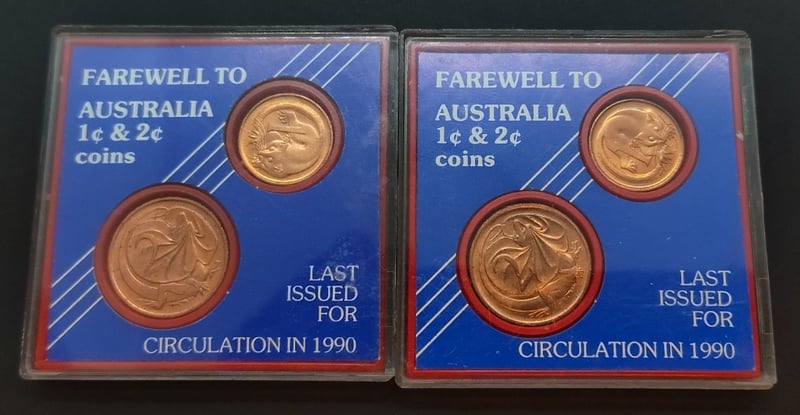 FAREWELL TO
AUSTRALIA
1¢ & 2¢
coins
LAST
ISSUED
FOR
CIRCULATION IN 1990
FAREWELL TO
AUSTRALIA
1¢ & 2¢
coins
LAST
ISSUED
FOR
CIRCULATION IN 1990